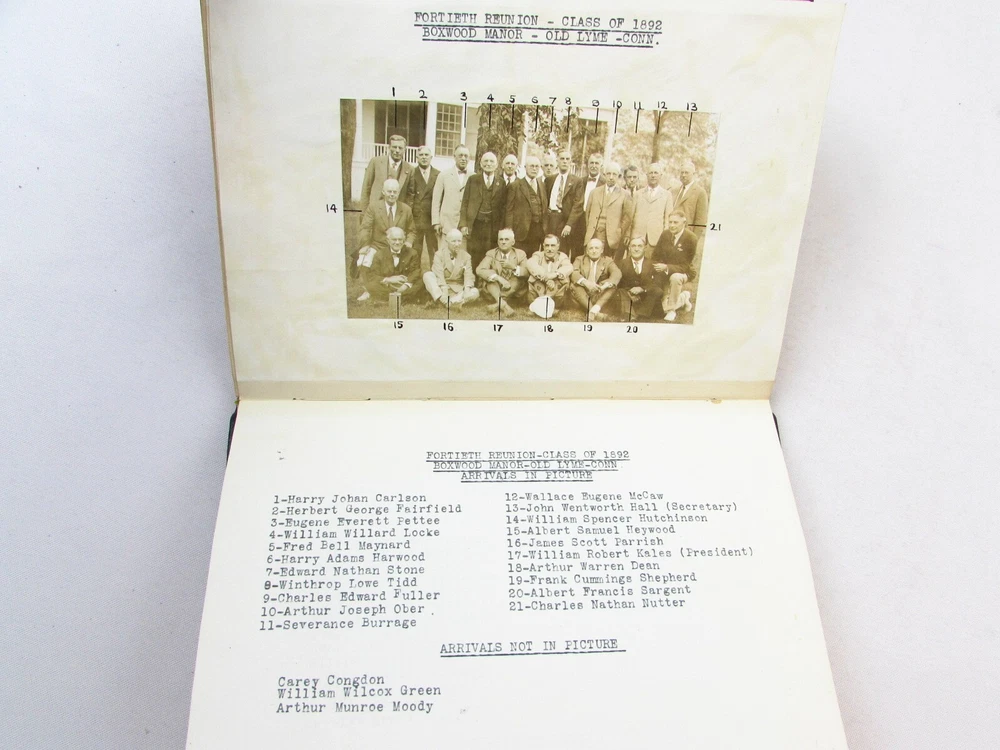 FORTIETH REUNION - CLASS OF 1892
BOXWOOD MANOR - OLD LYME -CONN.
1 2 3 4 5 6 7 8 9 10 11 12 13
14
21
15 16 17 18 19 20
FORTIETH REUNION-CLASS OF 1892
BOXWOOD MANOR-OLD LYME-CONN
ARRIVALS IN PICTURE
1-Harry Johan Carlson
2-Herbert George Fairfield
3-Eugene Everett Pettee
4-William Willard Locke
5-Fred Bell Maynard
6-Harry Adams Harwood
7-Edward Nathan Stone
8-Winthrop Lowe Tidd
9-Charles Edward Fuller
10-Arthur Joseph Ober
11-Severance Burrage
12-Wallace Eugene McCaw
13-John Wentworth Hall (Secretary)
14-William Spencer Hutchinson
15-Albert Samuel Heywood
16-James Scott Parrish
17-William Robert Kales (President)
18-Arthur Warren Dean
19-Frank Cummings Shepherd
20-Albert Francis Sargent
21-Charles Nathan Nutter
ARRIVALS NOT IN PICTURE
Carey Congdon
William Wilcox Green
Arthur Munroe Moody